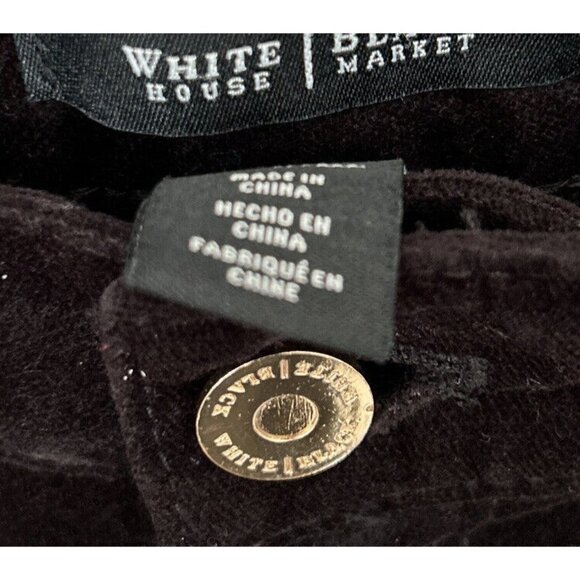 WHITE
HOUSE
MARKET
MADE IN
CHINA
HECHO EN
CHINA
FABRIQUÉ EN
CHINE
WHITE | BLACK WHITE | BLACK